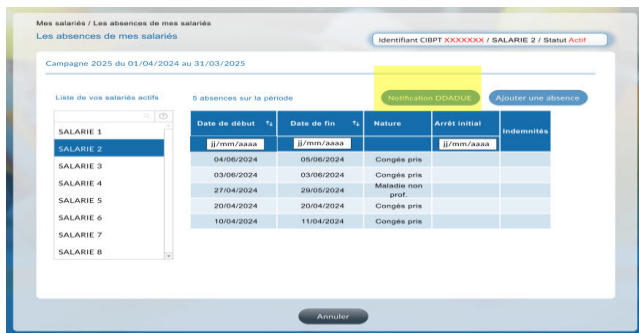 Mes salariés / Les absences de mes salariés
Les absences de mes salariés
Identifiant CIBPT XXXXXXX / SALARIE 2 / Statut Actif
Campagne 2025 du 01/04/2024 au 31/03/2025
Liste de vos salariés actifs
5 absences sur la période
Notification DDADUE
Ajouter une absence
SALARIE 1
SALARIE 2
SALARIE 3
SALARIE 4
SALARIE 5
SALARIE 6
SALARIE 7
SALARIE 8
Date de début Date de fin Nature Arrêt initial Indemnités
jj/mm/aaaa jj/mm/aaaa jj/mm/aaaa
04/06/2024 05/06/2024 Congés pris
03/06/2024 03/06/2024 Congés pris
27/04/2024 29/05/2024 Maladie non
prof.
20/04/2024 20/04/2024 Congés pris
10/04/2024 11/04/2024 Congés pris
Annuler